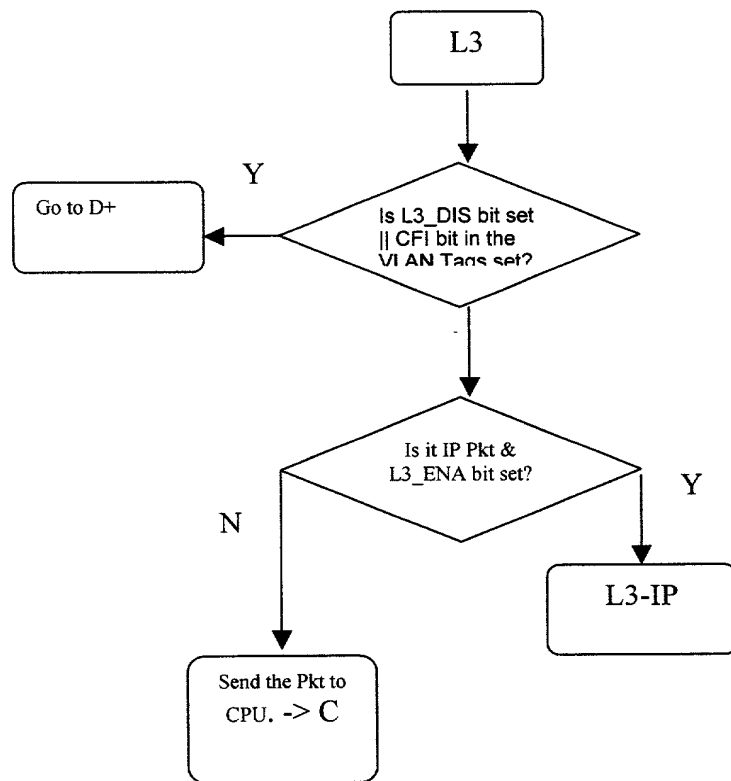 L3
Y
Go to D+
Is L3_DIS bit set
|| CFI bit in the
VLAN Tags set?
Is it IP Pkt &
L3_ENA bit set?
Y
N
L3-IP
Send the Pkt to
CPU. -> C